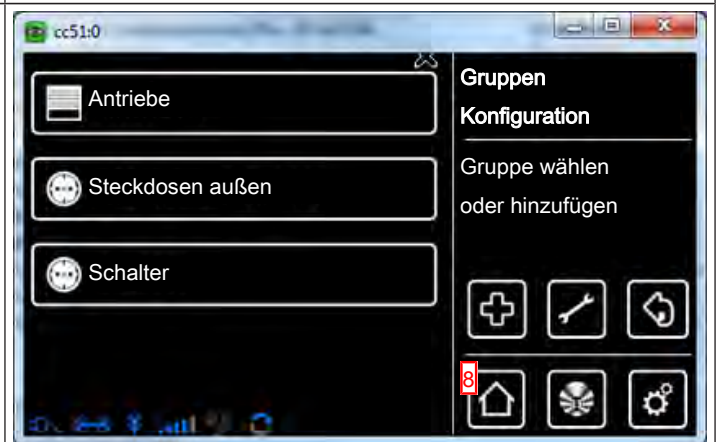 cc51:0
Antriebe
Steckdosen außen
Schalter
Gruppen
Konfiguration
Gruppe wählen
oder hinzufügen
8